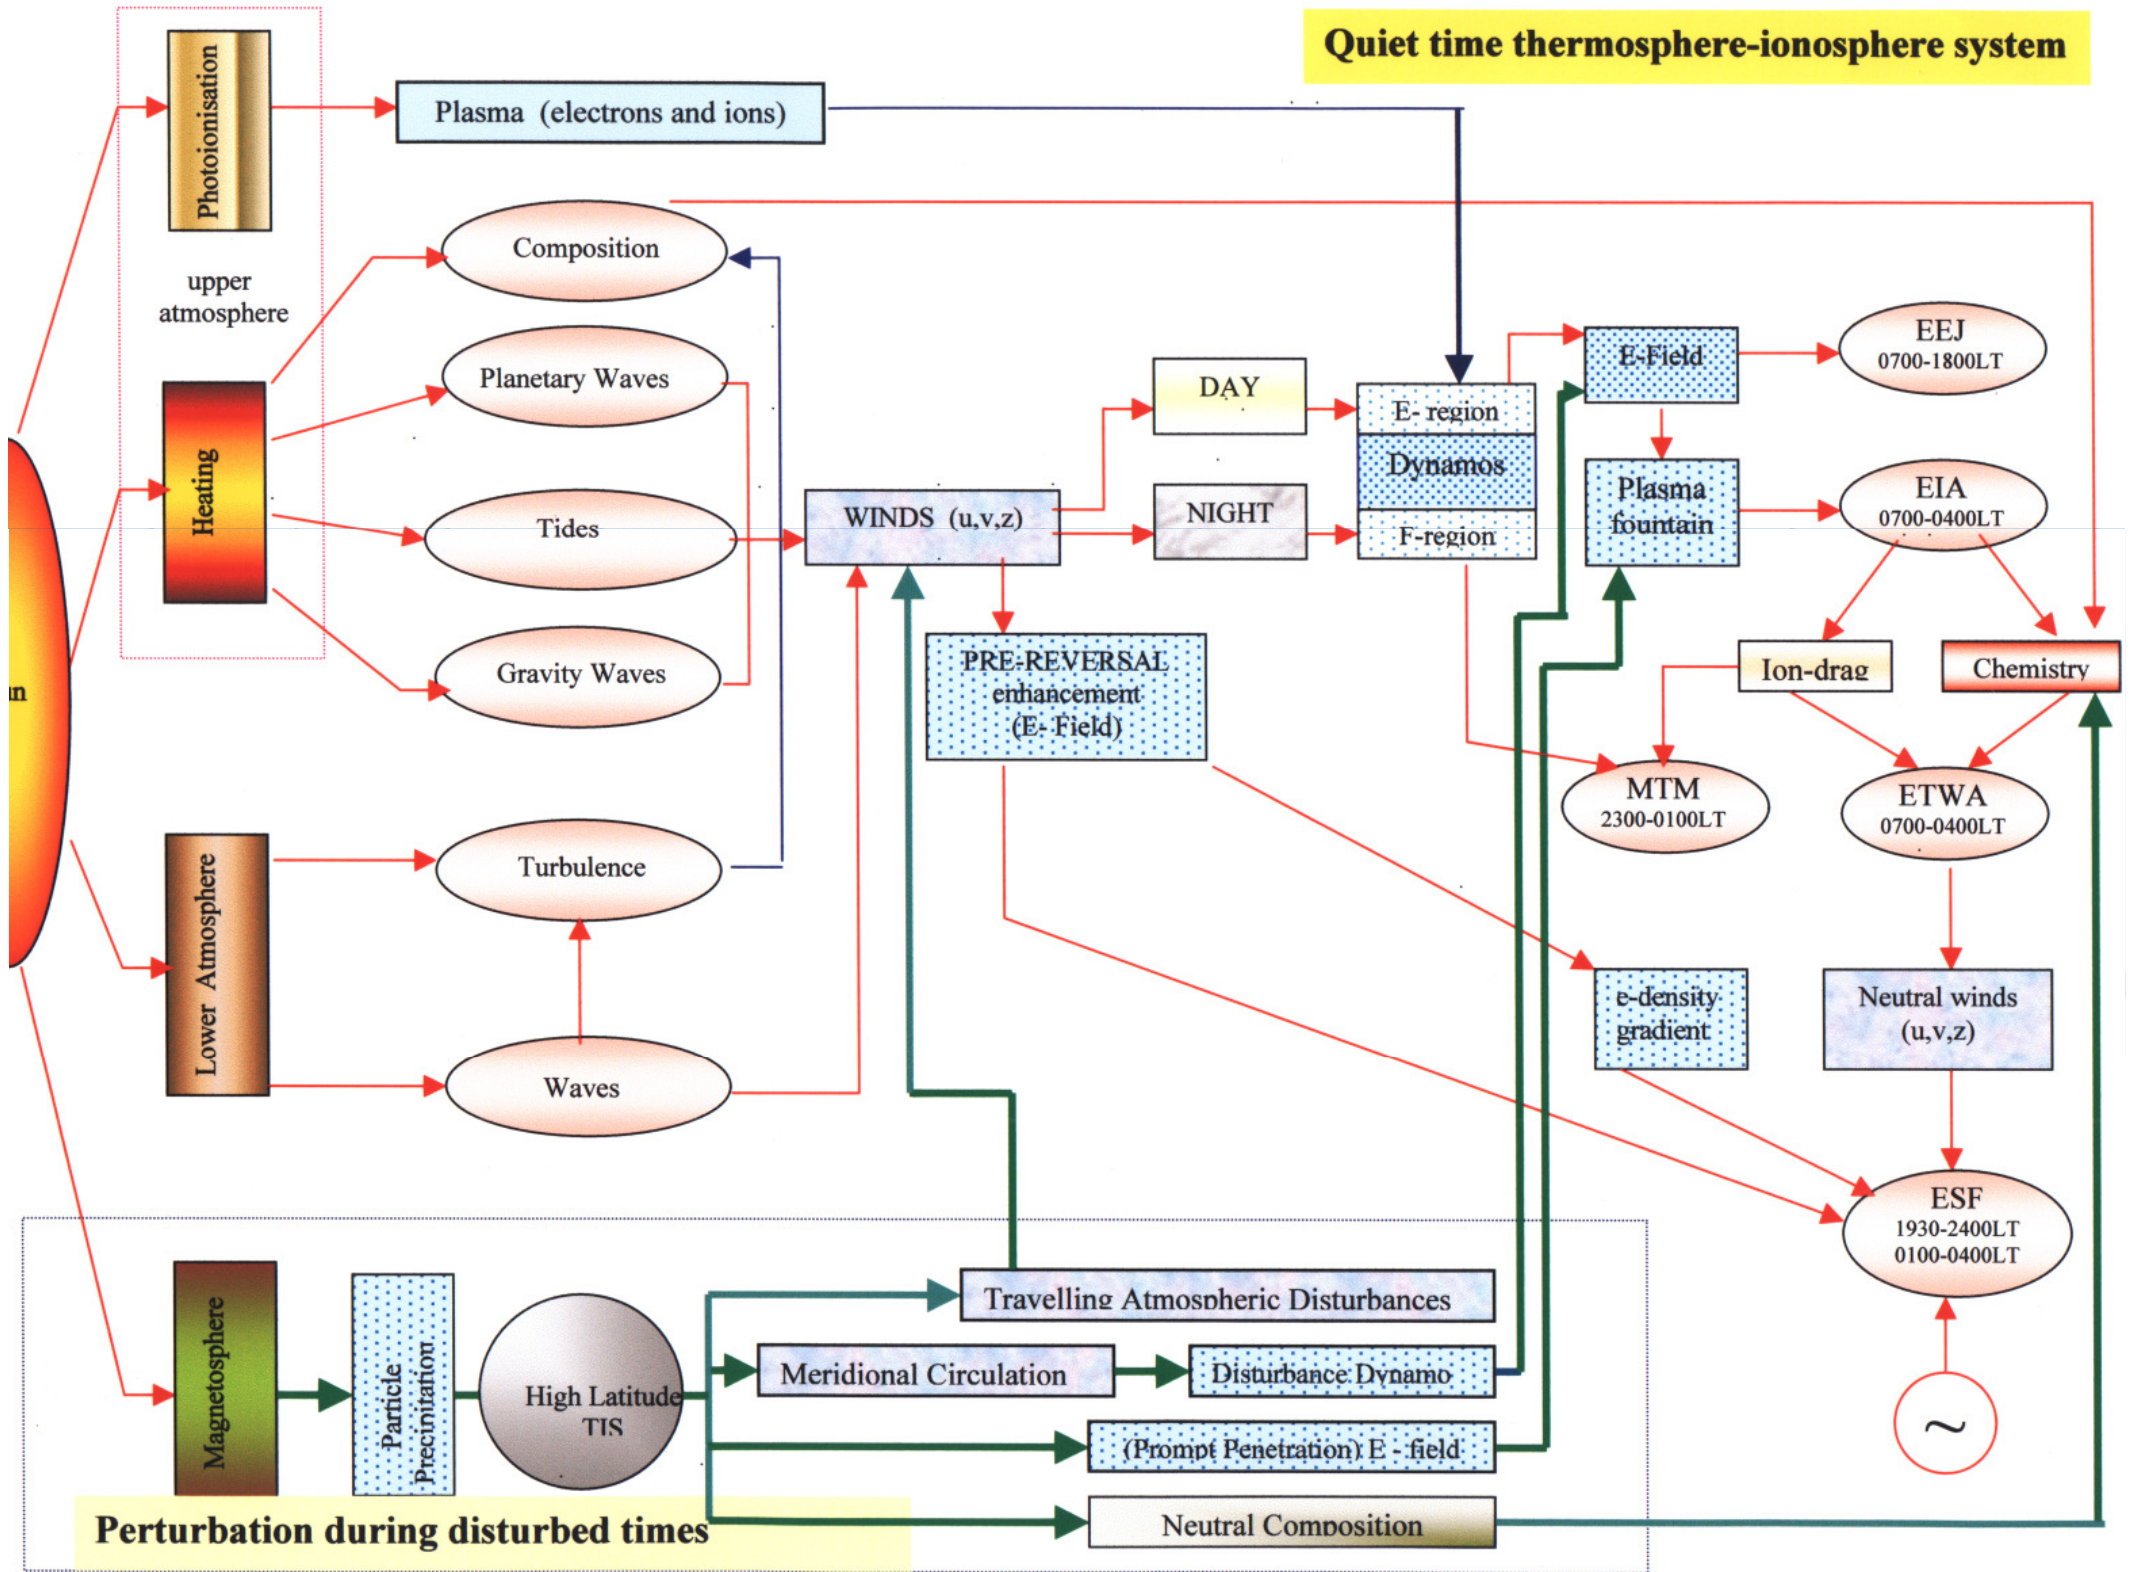 Quiet time thermosphere-ionosphere system
Photoionisation
Plasma (electrons and ions)
upper
atmosphere
Composition
Planetary Waves
Heating
Tides
Gravity Waves
WINDS (u,v,z)
DAY
NIGHT
E- region
Dynamos
F-region
E-Field
Plasma
fountain
EEJ
0700-1800LT
EIA
0700-0400LT
PRE-REVERSAL
enhancement
(E- Field)
Ion-drag
Chemistry
MTM
2300-0100LT
ETWA
0700-0400LT
Lower Atmosphere
Turbulence
Waves
e-density
gradient
Neutral winds
(u,v,z)
ESF
1930-2400LT
0100-0400LT
~
Magnetosphere
Particle
Precipitation
High Latitude
TIS
Travelling Atmospheric Disturbances
Meridional Circulation
Disturbance Dynamo
(Prompt Penetration) E - field
Neutral Composition
Perturbation during disturbed times